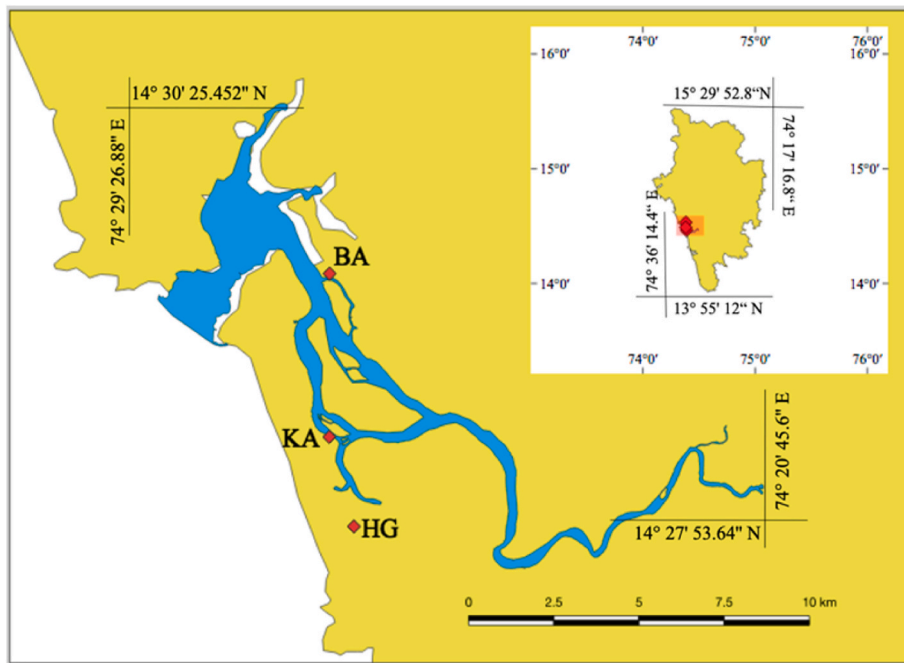 14° 30' 25.452" N
74° 29' 26.88" E
BA
KA
HG
74° 20' 45.6" E
14° 27' 53.64" N
0 2.5 5 7.5 10 km
74°0' 75°0' 76°0'
16°0' 16°0'
15° 29' 52.8“N
74° 17' 16.8“ E
15°0' 15°0'
74° 36' 14.4“ E
14°0' 14°0'
13° 55' 12“ N
74°0' 75°0' 76°0'